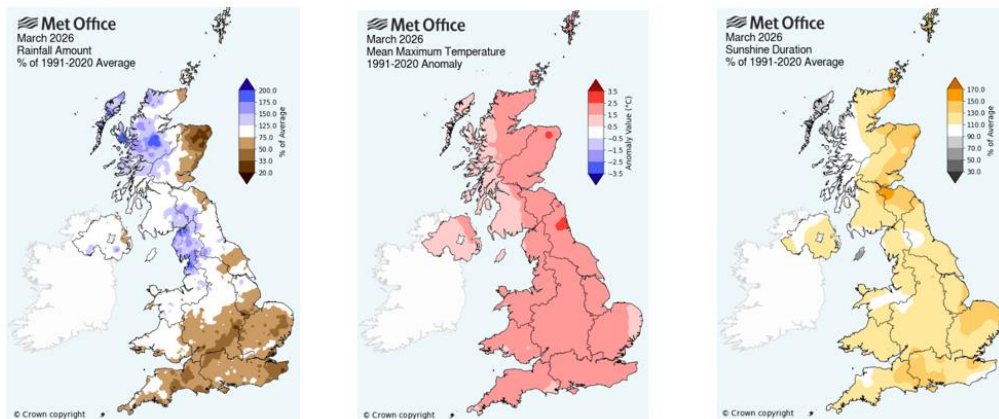 Met Office
March 2026
Rainfall Amount
% of 1991-2020 Average
200.0
175.0
150.0
125.0
75.0
50.0
33.0
20.0
% of Average
© Crown copyright
Met Office
March 2026
Mean Maximum Temperature
1991-2020 Anomaly
3.5
2.5
1.5
0.5
−0.5
−1.5
−2.5
−3.5
Anomaly Value (°C)
© Crown copyright
Met Office
March 2026
Sunshine Duration
% of 1991-2020 Average
170.0
150.0
130.0
110.0
90.0
70.0
50.0
30.0
% of Average
© Crown copyright